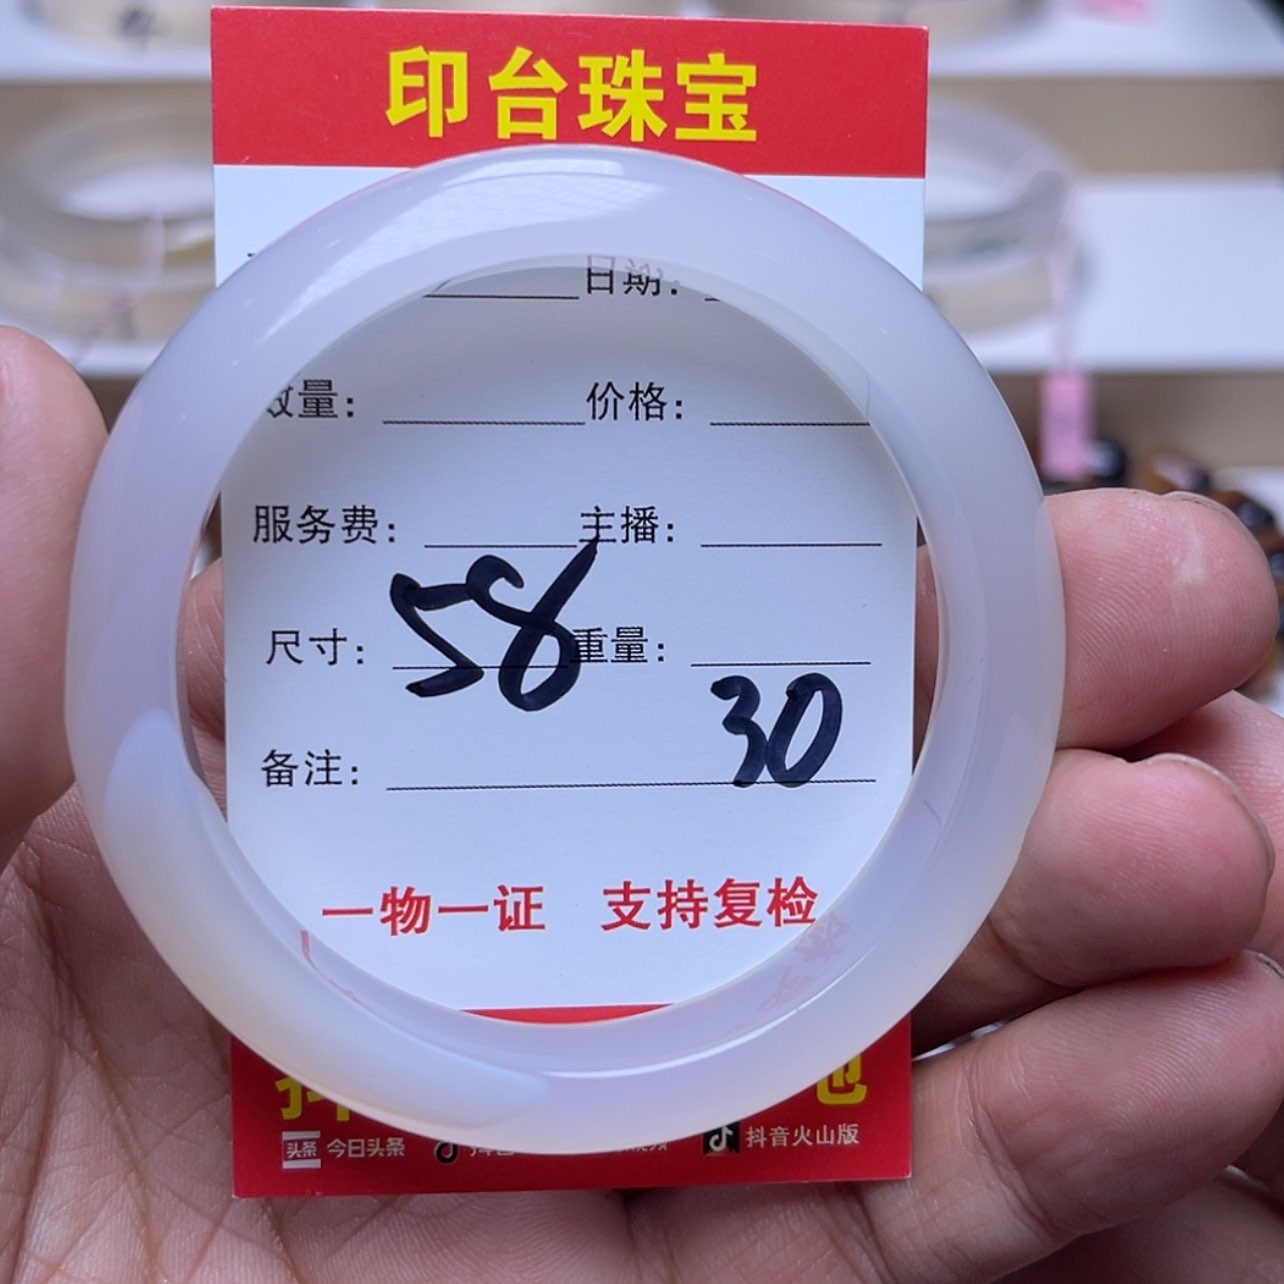 印台珠宝
日期:
数量: 价格:
服务费: 主播:
尺寸: 58 重量:
30
备注:
一物一证 支持复检
头条 今日头条 抖音火山版